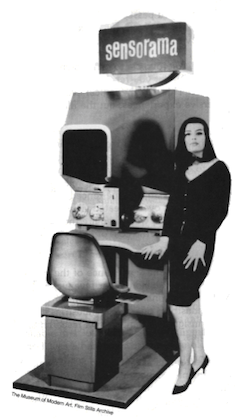 sensorama
The Museum of Modern Art, Film Stills Archive